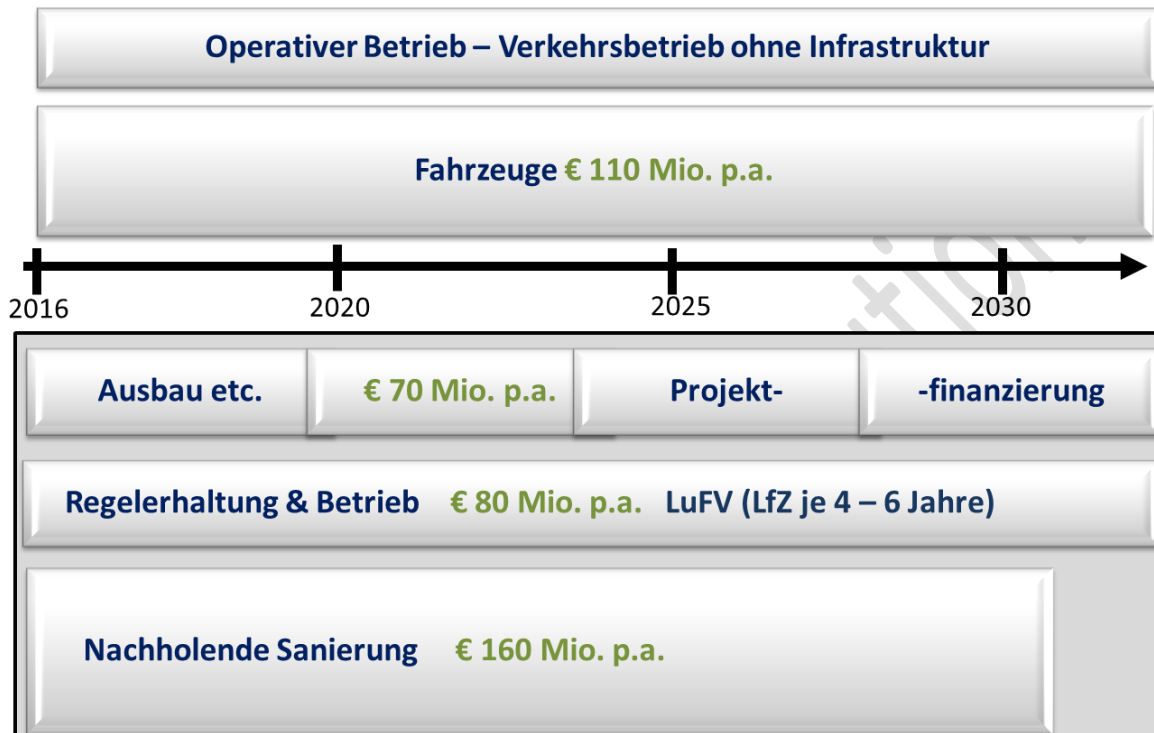 Operativer Betrieb – Verkehrsbetrieb ohne Infrastruktur
Fahrzeuge € 110 Mio. p.a.
2016 2020 2025 2030
Ausbau etc. € 70 Mio. p.a. Projekt- -finanzierung
Regelerhaltung & Betrieb € 80 Mio. p.a. LuFV (LfZ je 4 – 6 Jahre)
Nachholende Sanierung € 160 Mio. p.a.